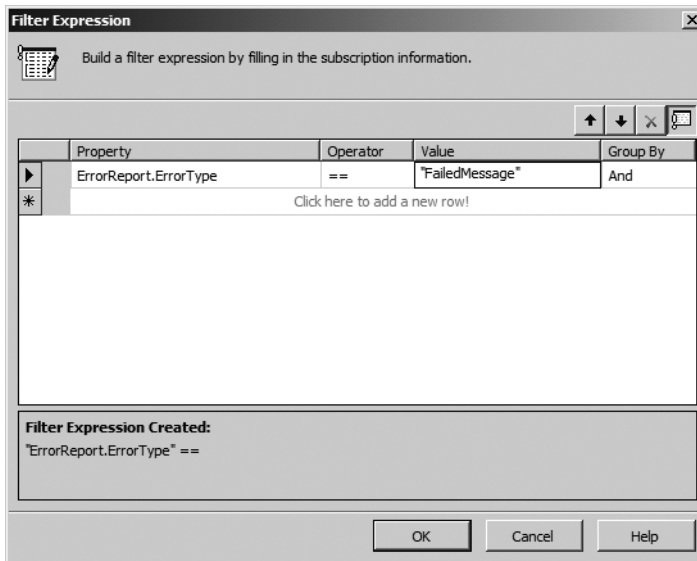 Filter Expression
Build a filter expression by filling in the subscription information.
Property Operator Value Group By
ErrorReport.ErrorType == "FailedMessage" And
Click here to add a new row!
Filter Expression Created:
"ErrorReport.ErrorType" ==
OK Cancel Help